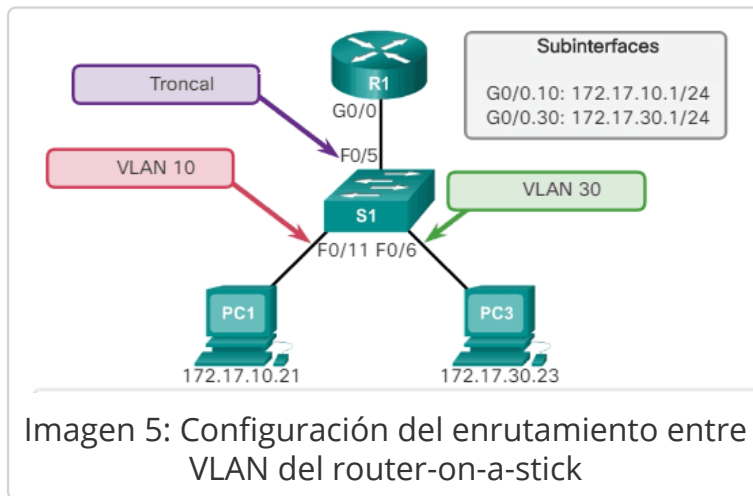 Subinterfaces
G0/0.10: 172.17.10.1/24
G0/0.30: 172.17.30.1/24
Troncal
R1
G0/0
F0/5
VLAN 10
VLAN 30
S1
F0/11 F0/6
PC1
PC3
172.17.10.21
172.17.30.23
Imagen 5: Configuración del enrutamiento entre
VLAN del router-on-a-stick